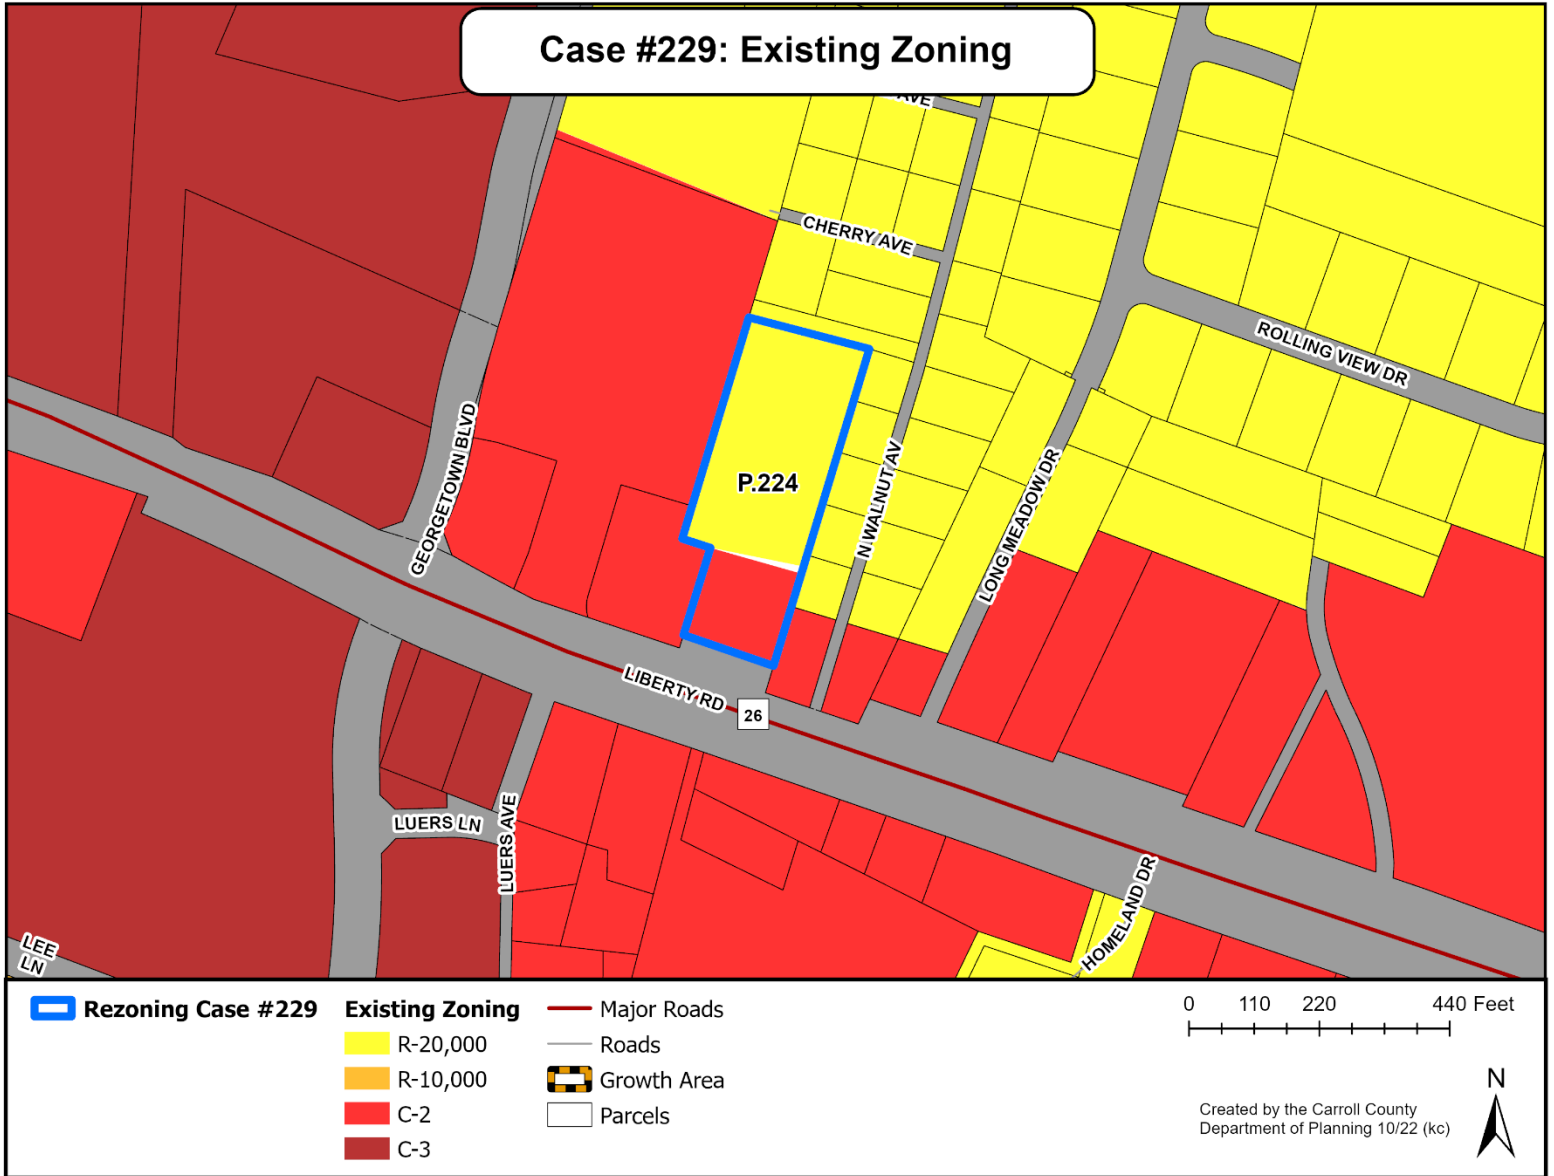 Case #229: Existing Zoning
AVE
CHERRY AVE
ROLLING VIEW DR
GEORGETOWN BLVD
P.224
N WALNUT AV
LONG MEADOW DR
LIBERTY RD
26
LUERS LN
LUERS AVE
HOMELAND DR
LEE
LN
Rezoning Case #229
Existing Zoning
R-20,000
R-10,000
C-2
C-3
Major Roads
Roads
Growth Area
Parcels
0 110 220 440 Feet
N
Created by the Carroll County
Department of Planning 10/22 (kc)